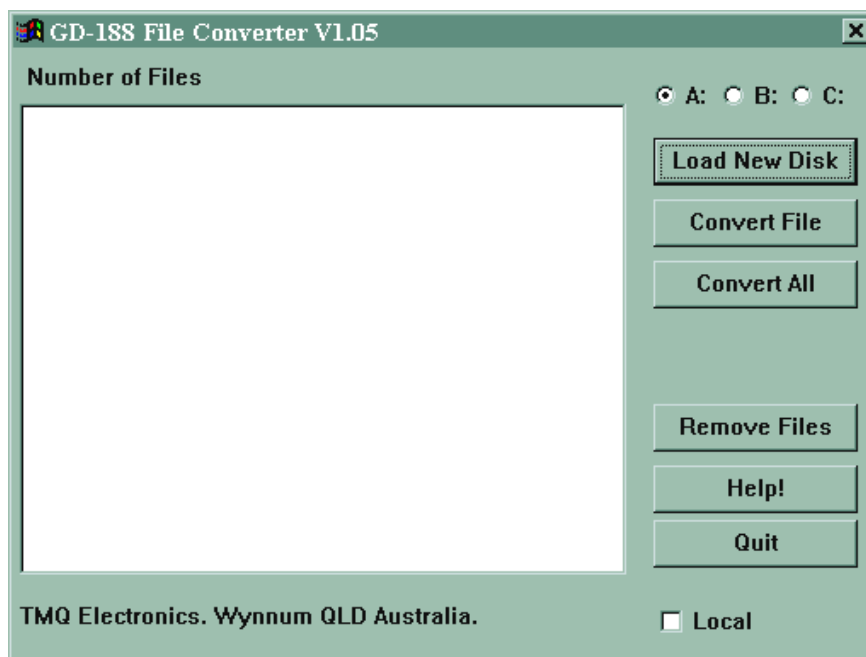 GD-188 File Converter V1.05
Number of Files
A: B: C:
Load New Disk
Convert File
Convert All
Remove Files
Help!
Quit
TMQ Electronics. Wynnum QLD Australia.
Local